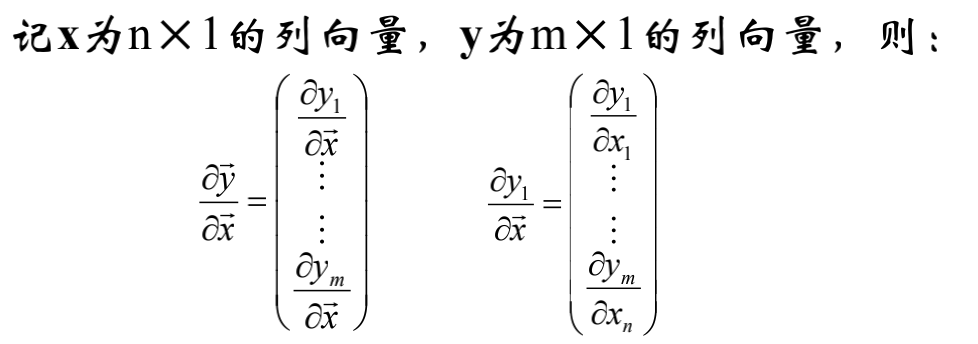 记x为n×1的列向量，y为m×1的列向量，则：
∂y⃗/∂x⃗ = (∂y₁/∂x⃗ ⋮ ⋮ ∂yₘ/∂x⃗) ∂y₁/∂x⃗ = (∂y₁/∂x₁ ⋮ ⋮ ∂yₘ/∂xₙ)